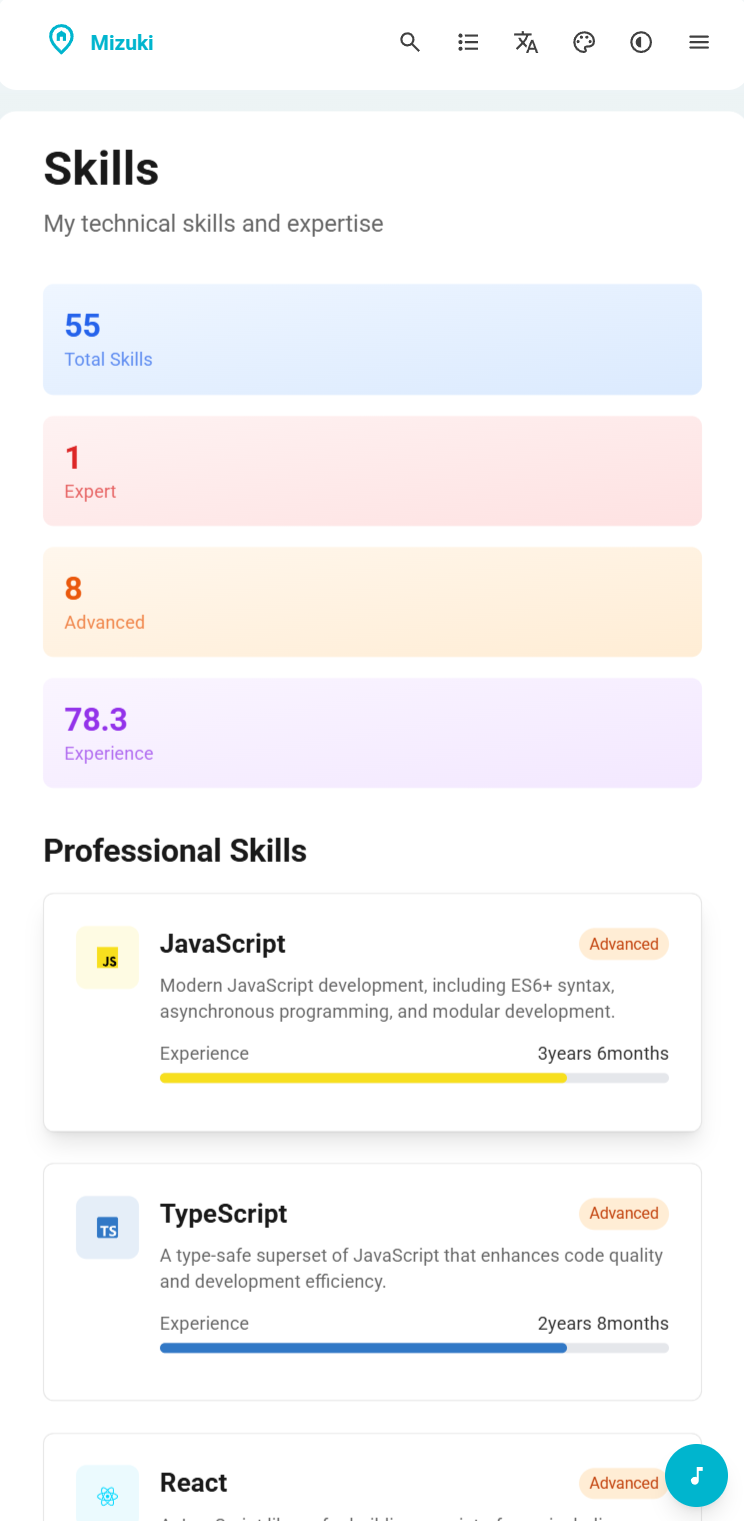 Mizuki
Skills
My technical skills and expertise
55
Total Skills
1
Expert
8
Advanced
78.3
Experience
Professional Skills
JS
JavaScript
Advanced
Modern JavaScript development, including ES6+ syntax,
asynchronous programming, and modular development.
Experience
3years 6months
TS
TypeScript
Advanced
A type-safe superset of JavaScript that enhances code quality
and development efficiency.
Experience
2years 8months
React
Advanced